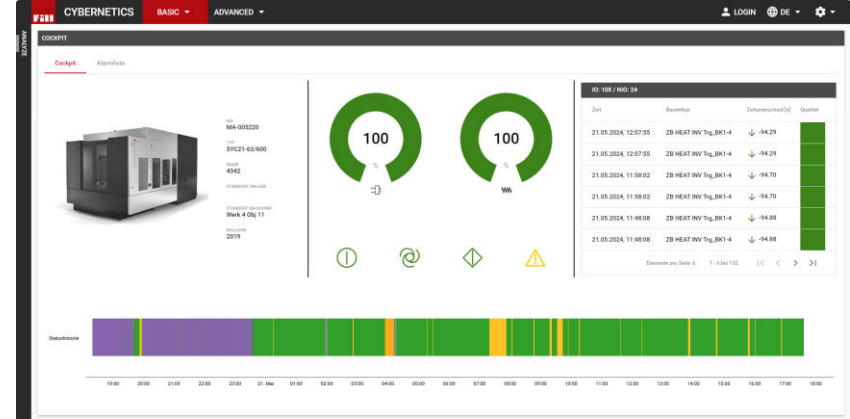 Fill CYBERNETICS BASIC ADVANCED LOGIN DE
ANALYZE
COCKPIT
Cockpit Alarmliste
MA-005220
TYP
SYC21-63/600
NAME
4342
STANDORT ANLAGE
STANDORT MASCHINE
Werk 4 Obj 11
BAUJAHR
2019
100
%
100
%
IO: 108 / NIO: 24
Zeit Bauteiltyp Zeitunterschied [s] Qualität
21.05.2024, 12:07:55 ZB HEAT INV Trg_BK1-4 -94.29
21.05.2024, 12:07:55 ZB HEAT INV Trg_BK1-4 -94.29
21.05.2024, 11:58:02 ZB HEAT INV Trg_BK1-4 -94.70
21.05.2024, 11:58:02 ZB HEAT INV Trg_BK1-4 -94.70
21.05.2024, 11:48:08 ZB HEAT INV Trg_BK1-4 -94.88
21.05.2024, 11:48:08 ZB HEAT INV Trg_BK1-4 -94.88
Elemente pro Seite 6 1 - 6 bis 132
Statushistorie
19:00 20:00 21:00 22:00 23:00 21. Mai 01:00 02:00 03:00 04:00 05:00 06:00 07:00 08:00 09:00 10:00 11:00 12:00 13:00 14:00 15:00 16:00 17:00 18:00